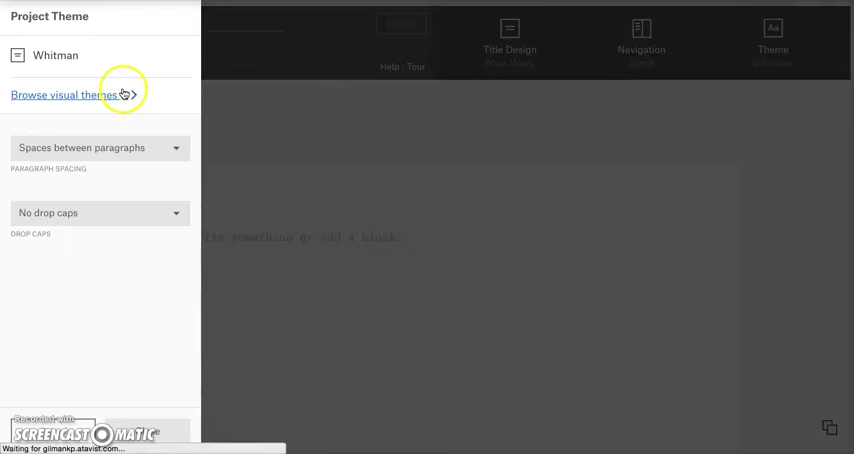 Project Theme
Whitman
Browse visual themes
Spaces between paragraphs
PARAGRAPH SPACING
No drop caps
DROP CAPS
Title Design
Navigation
Scroll
Theme
Whitman
Help Tour
something or add a block.
Recorded with
SCREENCAST MATIC
Waiting for gilmankp.atavist.com...